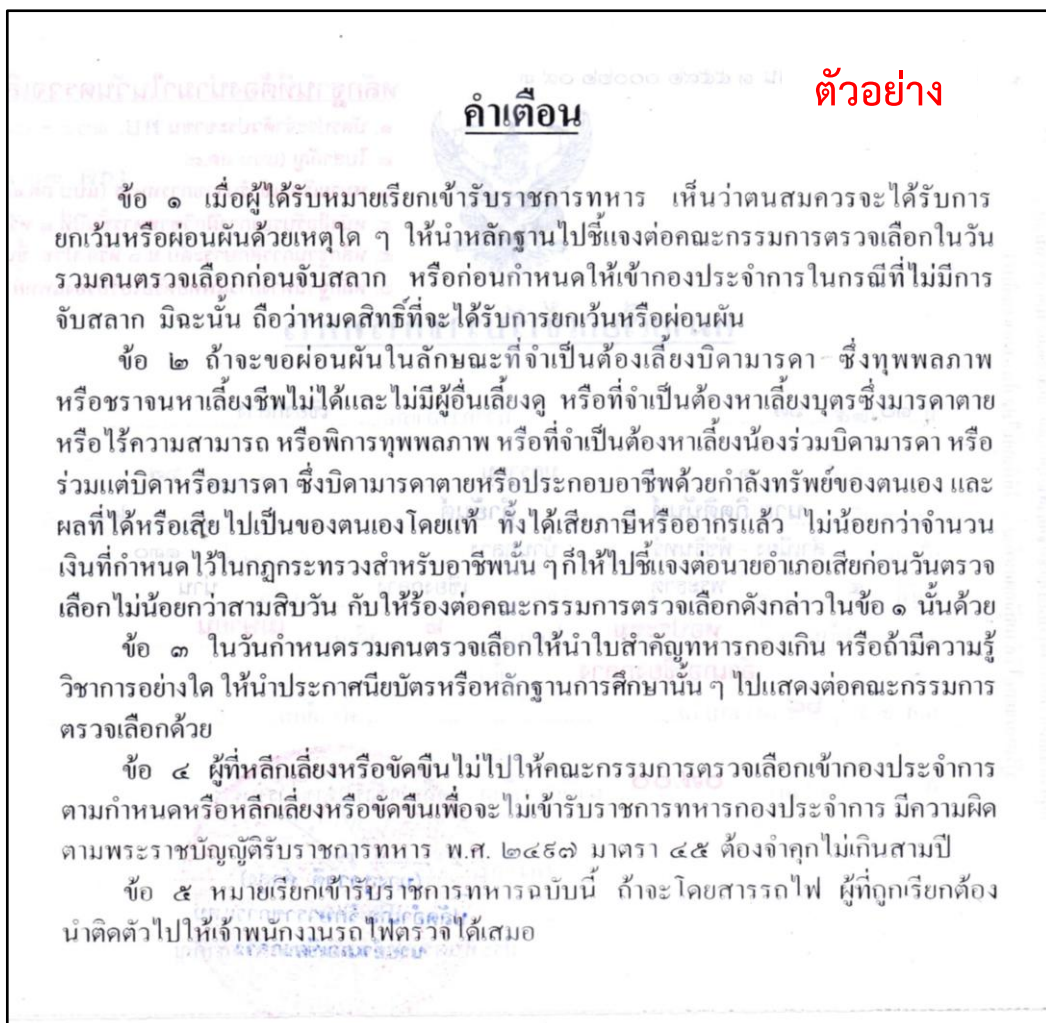 ตัวอย่าง
คำเตือน
ข้อ ๑ เมื่อผู้ได้รับหมายเรียกเข้ารับราชการทหาร เห็นว่าตนสมควรจะได้รับการ
ยกเว้นหรือผ่อนผันด้วยเหตุใด ๆ ให้นำหลักฐานไปชี้แจงต่อคณะกรรมการตรวจเลือกในวัน
รวมคนตรวจเลือกก่อนจับสลาก หรือก่อนกำหนดให้เข้ากองประจำการในกรณีที่ไม่มีการ
จับสลาก มิฉะนั้น ถือว่าหมดสิทธิ์ที่จะได้รับการยกเว้นหรือผ่อนผัน
ข้อ ๒ ถ้าจะขอผ่อนผันในลักษณะที่จำเป็นต้องเลี้ยงบิดามารดา ซึ่งทุพพลภาพ
หรือชราจนหาเลี้ยงชีพไม่ได้และไม่มีผู้อื่นเลี้ยงดู หรือที่จำเป็นต้องหาเลี้ยงบุตรซึ่งมารดาตาย
หรือไร้ความสามารถ หรือพิการทุพพลภาพ หรือที่จำเป็นต้องหาเลี้ยงน้องร่วมบิดามารดา หรือ
ร่วมแต่บิดาหรือมารดา ซึ่งบิดามารดาตายหรือประกอบอาชีพด้วยกำลังทรัพย์ของตนเอง และ
ผลที่ได้หรือเสียไปเป็นของตนเองโดยแท้ ทั้งได้เสียภาษีหรืออากรแล้ว ไม่น้อยกว่าจำนวน
เงินที่กำหนดไว้ในกฎกระทรวงสำหรับอาชีพนั้น ๆ ก็ให้ไปชี้แจงต่อนายอำเภอเสียก่อนวันตรวจ
เลือกไม่น้อยกว่าสามสิบวัน กับให้ร้องต่อคณะกรรมการตรวจเลือกดังกล่าวในข้อ ๑ นั้นด้วย
ข้อ ๓ ในวันกำหนดรวมคนตรวจเลือกให้นำใบสำคัญทหารกองเกิน หรือถ้ามีความรู้
วิชาการอย่างใด ให้นำประกาศนียบัตรหรือหลักฐานการศึกษานั้น ๆ ไปแสดงต่อคณะกรรมการ
ตรวจเลือกด้วย
ข้อ ๔ ผู้ที่หลีกเลี่ยงหรือขัดขืนไม่ไปให้คณะกรรมการตรวจเลือกเข้ากองประจำการ
ตามกำหนดหรือหลีกเลี่ยงหรือขัดขืนเพื่อจะไม่เข้ารับราชการทหารกองประจำการ มีความผิด
ตามพระราชบัญญัติรับราชการทหาร พ.ศ. ๒๔๙๗ มาตรา ๔๕ ต้องจำคุกไม่เกินสามปี
ข้อ ๕ หมายเรียกเข้ารับราชการทหารฉบับนี้ ถ้าจะโดยสารรถไฟ ผู้ที่ถูกเรียกต้อง
นำติดตัวไปให้เจ้าพนักงานรถไฟตรวจได้เสมอ